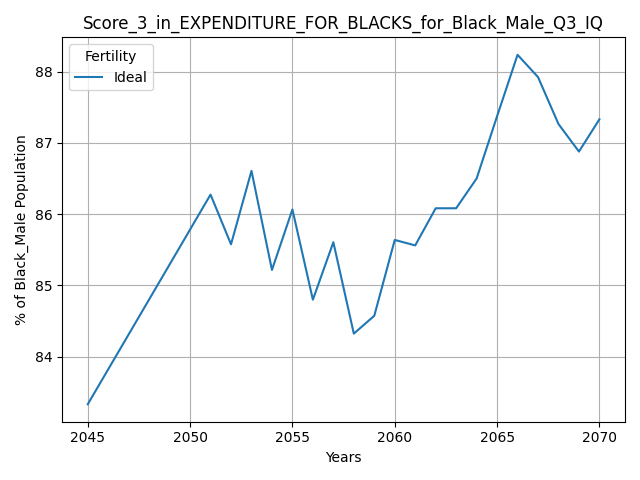 Score_3_in_EXPENDITURE_FOR_BLACKS_for_Black_Male_Q3_IQ
Fertility
Ideal
88
87
86
85
84
% of Black_Male Population
2045 2050 2055 2060 2065 2070
Years